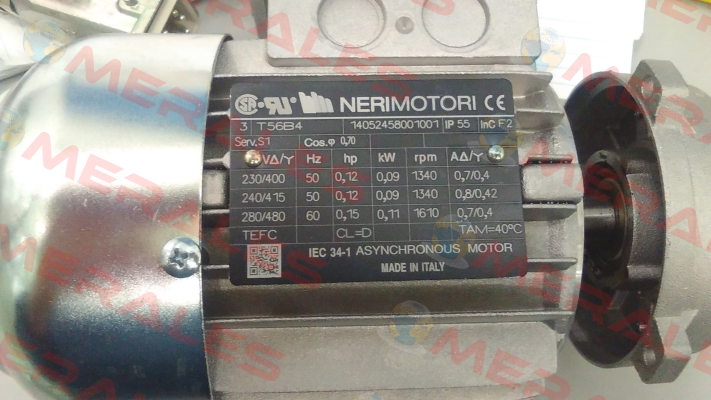 MERALES
NERIMOTORI CE
3 T56B4 14052458001001 IP 55 InC F2
Serv.S1 Cos.φ 0,70
VΔ/Y Hz hp kW rpm AΔ/Y
230/400 50 0,12 0,09 1340 0,7/0,4
240/415 50 0,12 0,09 1340 0,8/0,42
280/480 60 0,15 0,11 1610 0,7/0,4
TEFC CL=D TAM=40°C
IEC 34-1 ASYNCHRONOUS MOTOR
MADE IN ITALY